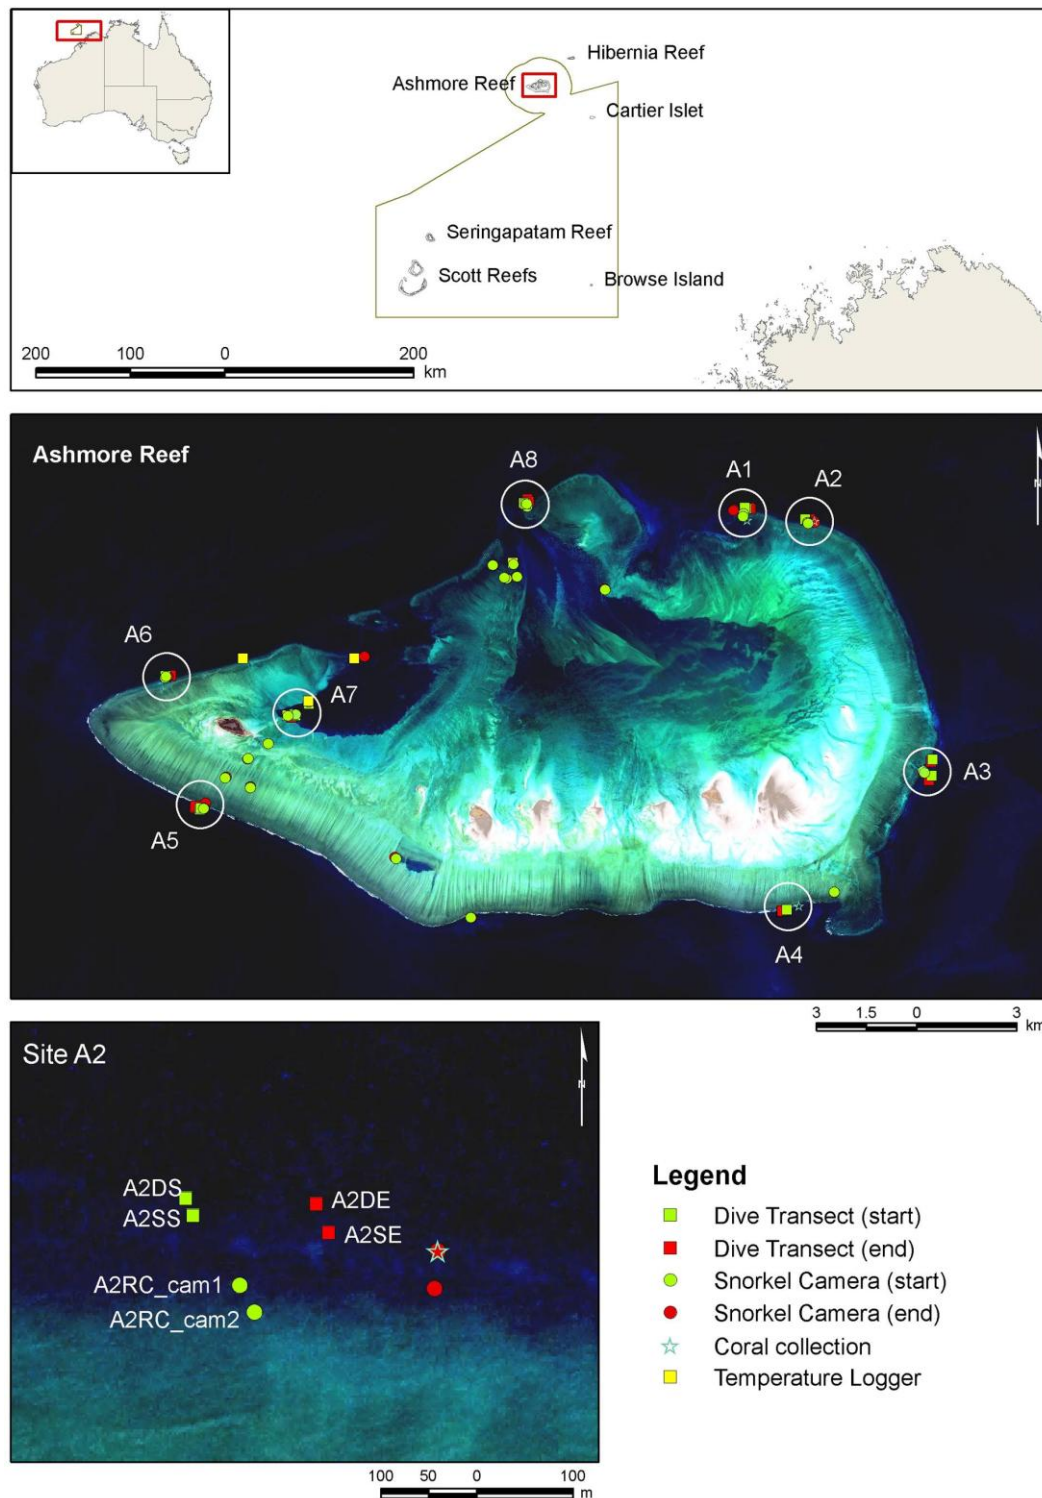 Hibernia Reef
Ashmore Reef
Cartier Islet
Seringapatam Reef
Scott Reefs
Browse Island
200 100 0 200
km
Ashmore Reef
N
A8
A1
A2
A6
A7
A3
A5
A4
3 1.5 0 3
km
Site A2
N
A2DS
A2SS
A2DE
A2SE
A2RC_cam1
A2RC_cam2
100 50 0 100
m
Legend
Dive Transect (start)
Dive Transect (end)
Snorkel Camera (start)
Snorkel Camera (end)
Coral collection
Temperature Logger